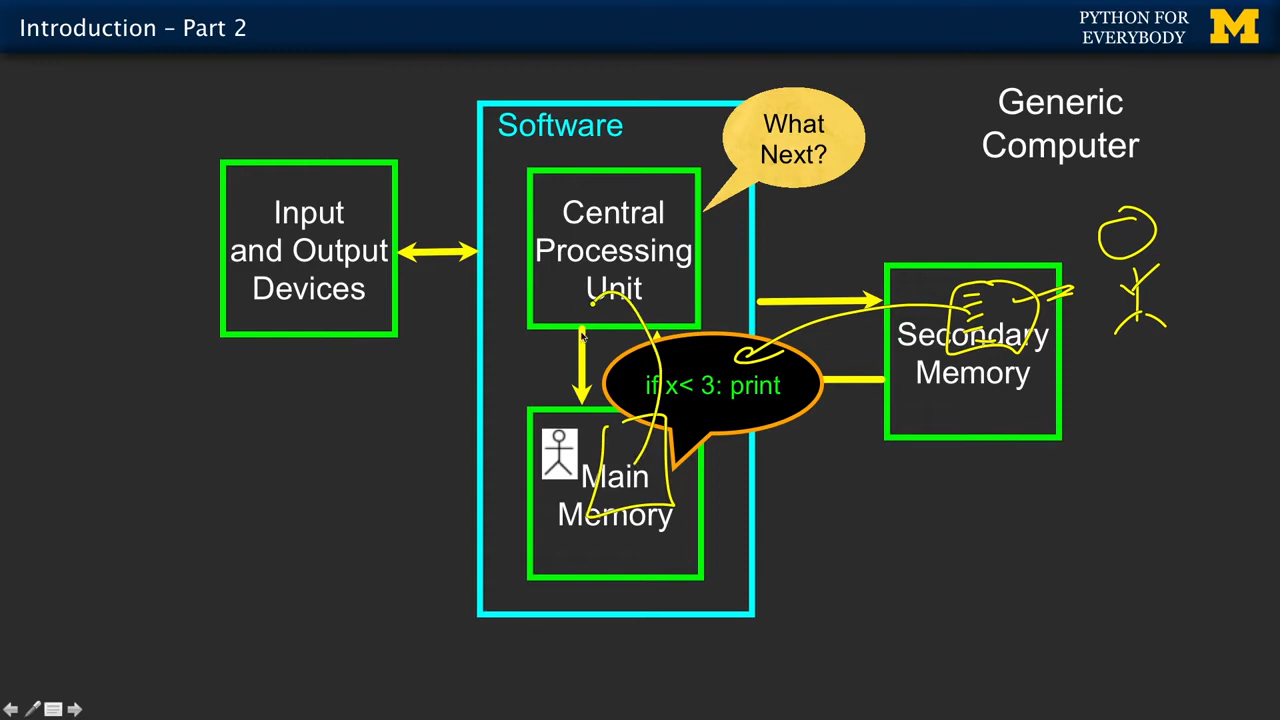 Introduction – Part 2
PYTHON FOR
EVERYBODY
M
Generic
Computer
Software
What
Next?
Input
and Output
Devices
Central
Processing
Unit
Secondary
Memory
if x< 3: print
Main
Memory